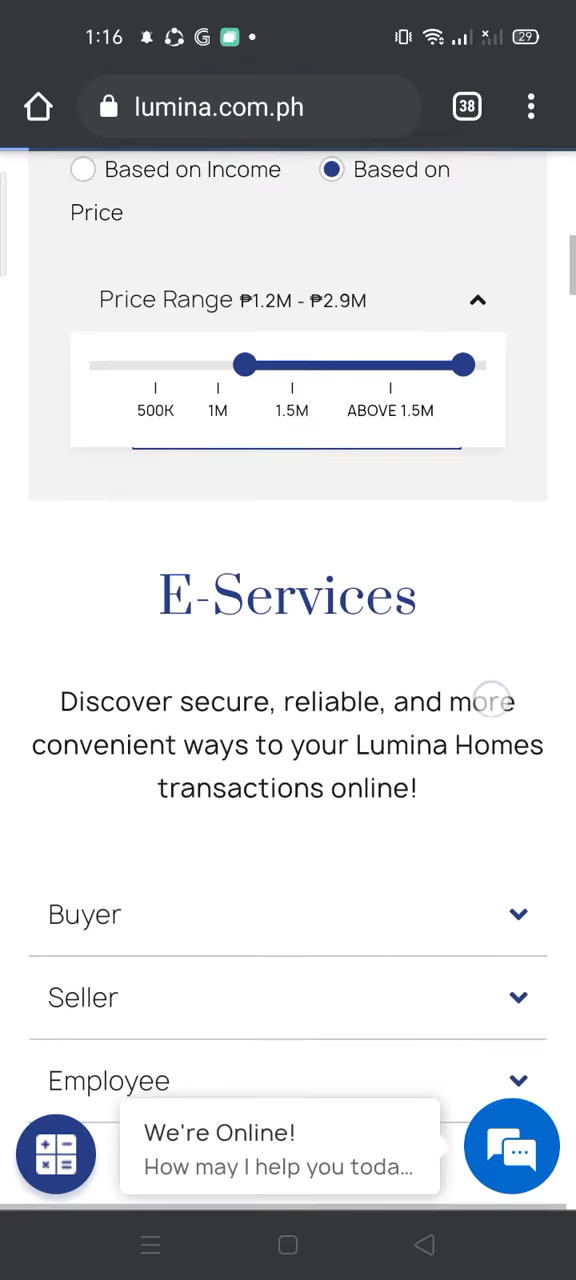 1:16
29
lumina.com.ph
38
Based on Income
Based on
Price
Price Range ₱1.2M - ₱2.9M
500K
1M
1.5M
ABOVE 1.5M
E-Services
Discover secure, reliable, and more
convenient ways to your Lumina Homes
transactions online!
Buyer
Seller
Employee
We're Online!
How may I help you toda...